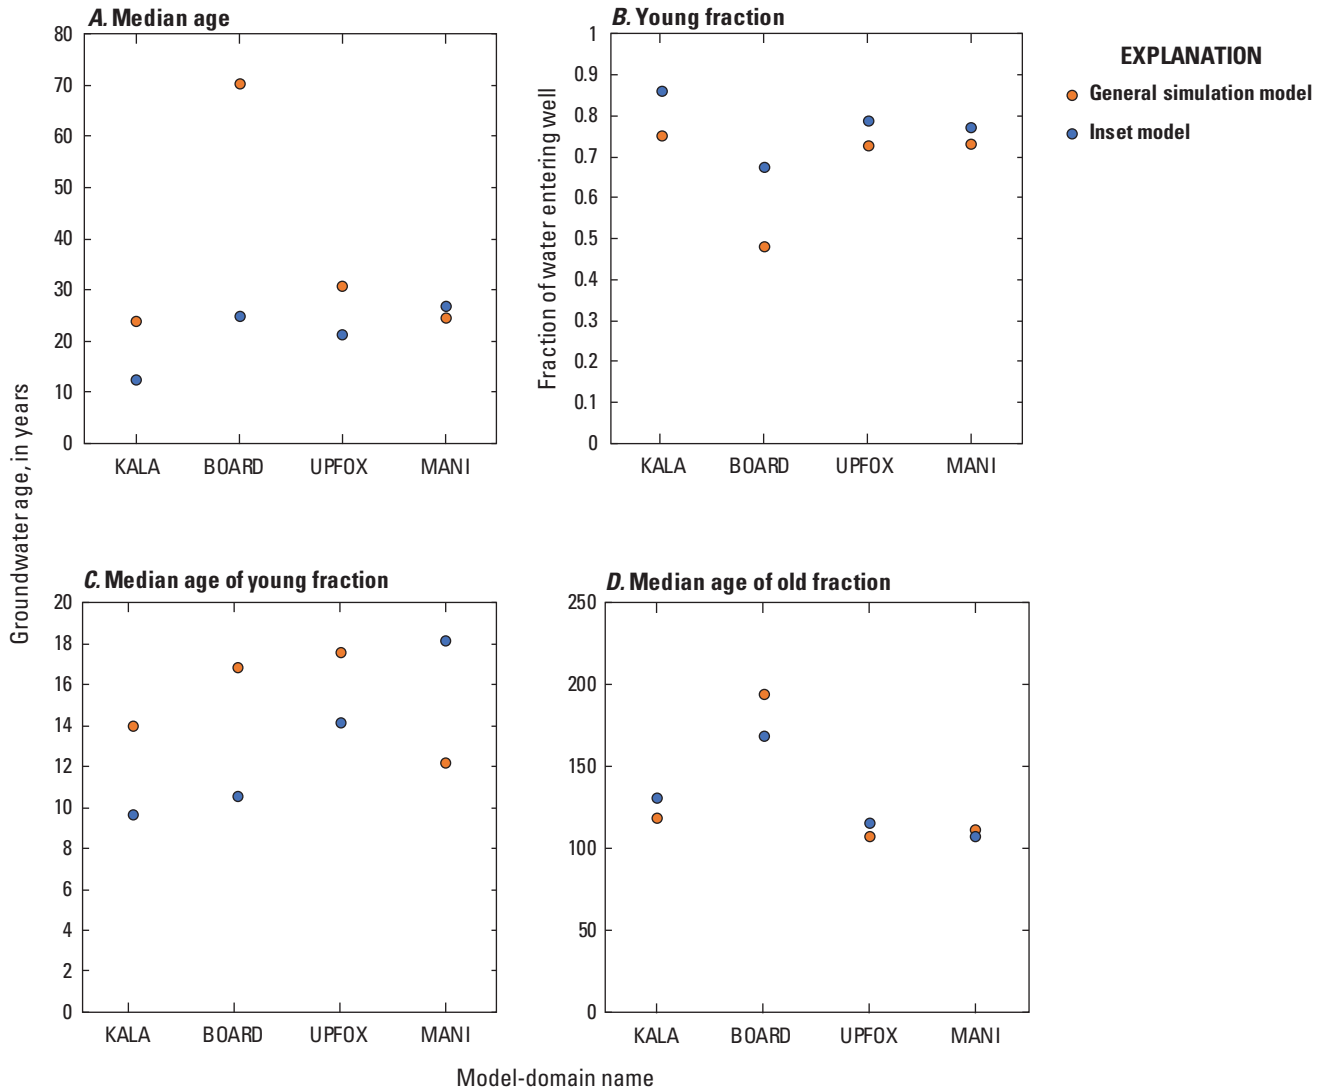 A. Median age
80
70
60
50
40
30
20
10
0
KALA BOARD UPFOX MANI
B. Young fraction
1
0.9
0.8
0.7
0.6
0.5
0.4
0.3
0.2
0.1
0
Fraction of water entering well
KALA BOARD UPFOX MANI
EXPLANATION
General simulation model
Inset model
Groundwater age, in years
C. Median age of young fraction
20
18
16
14
12
10
8
6
4
2
0
KALA BOARD UPFOX MANI
D. Median age of old fraction
250
200
150
100
50
0
KALA BOARD UPFOX MANI
Model-domain name